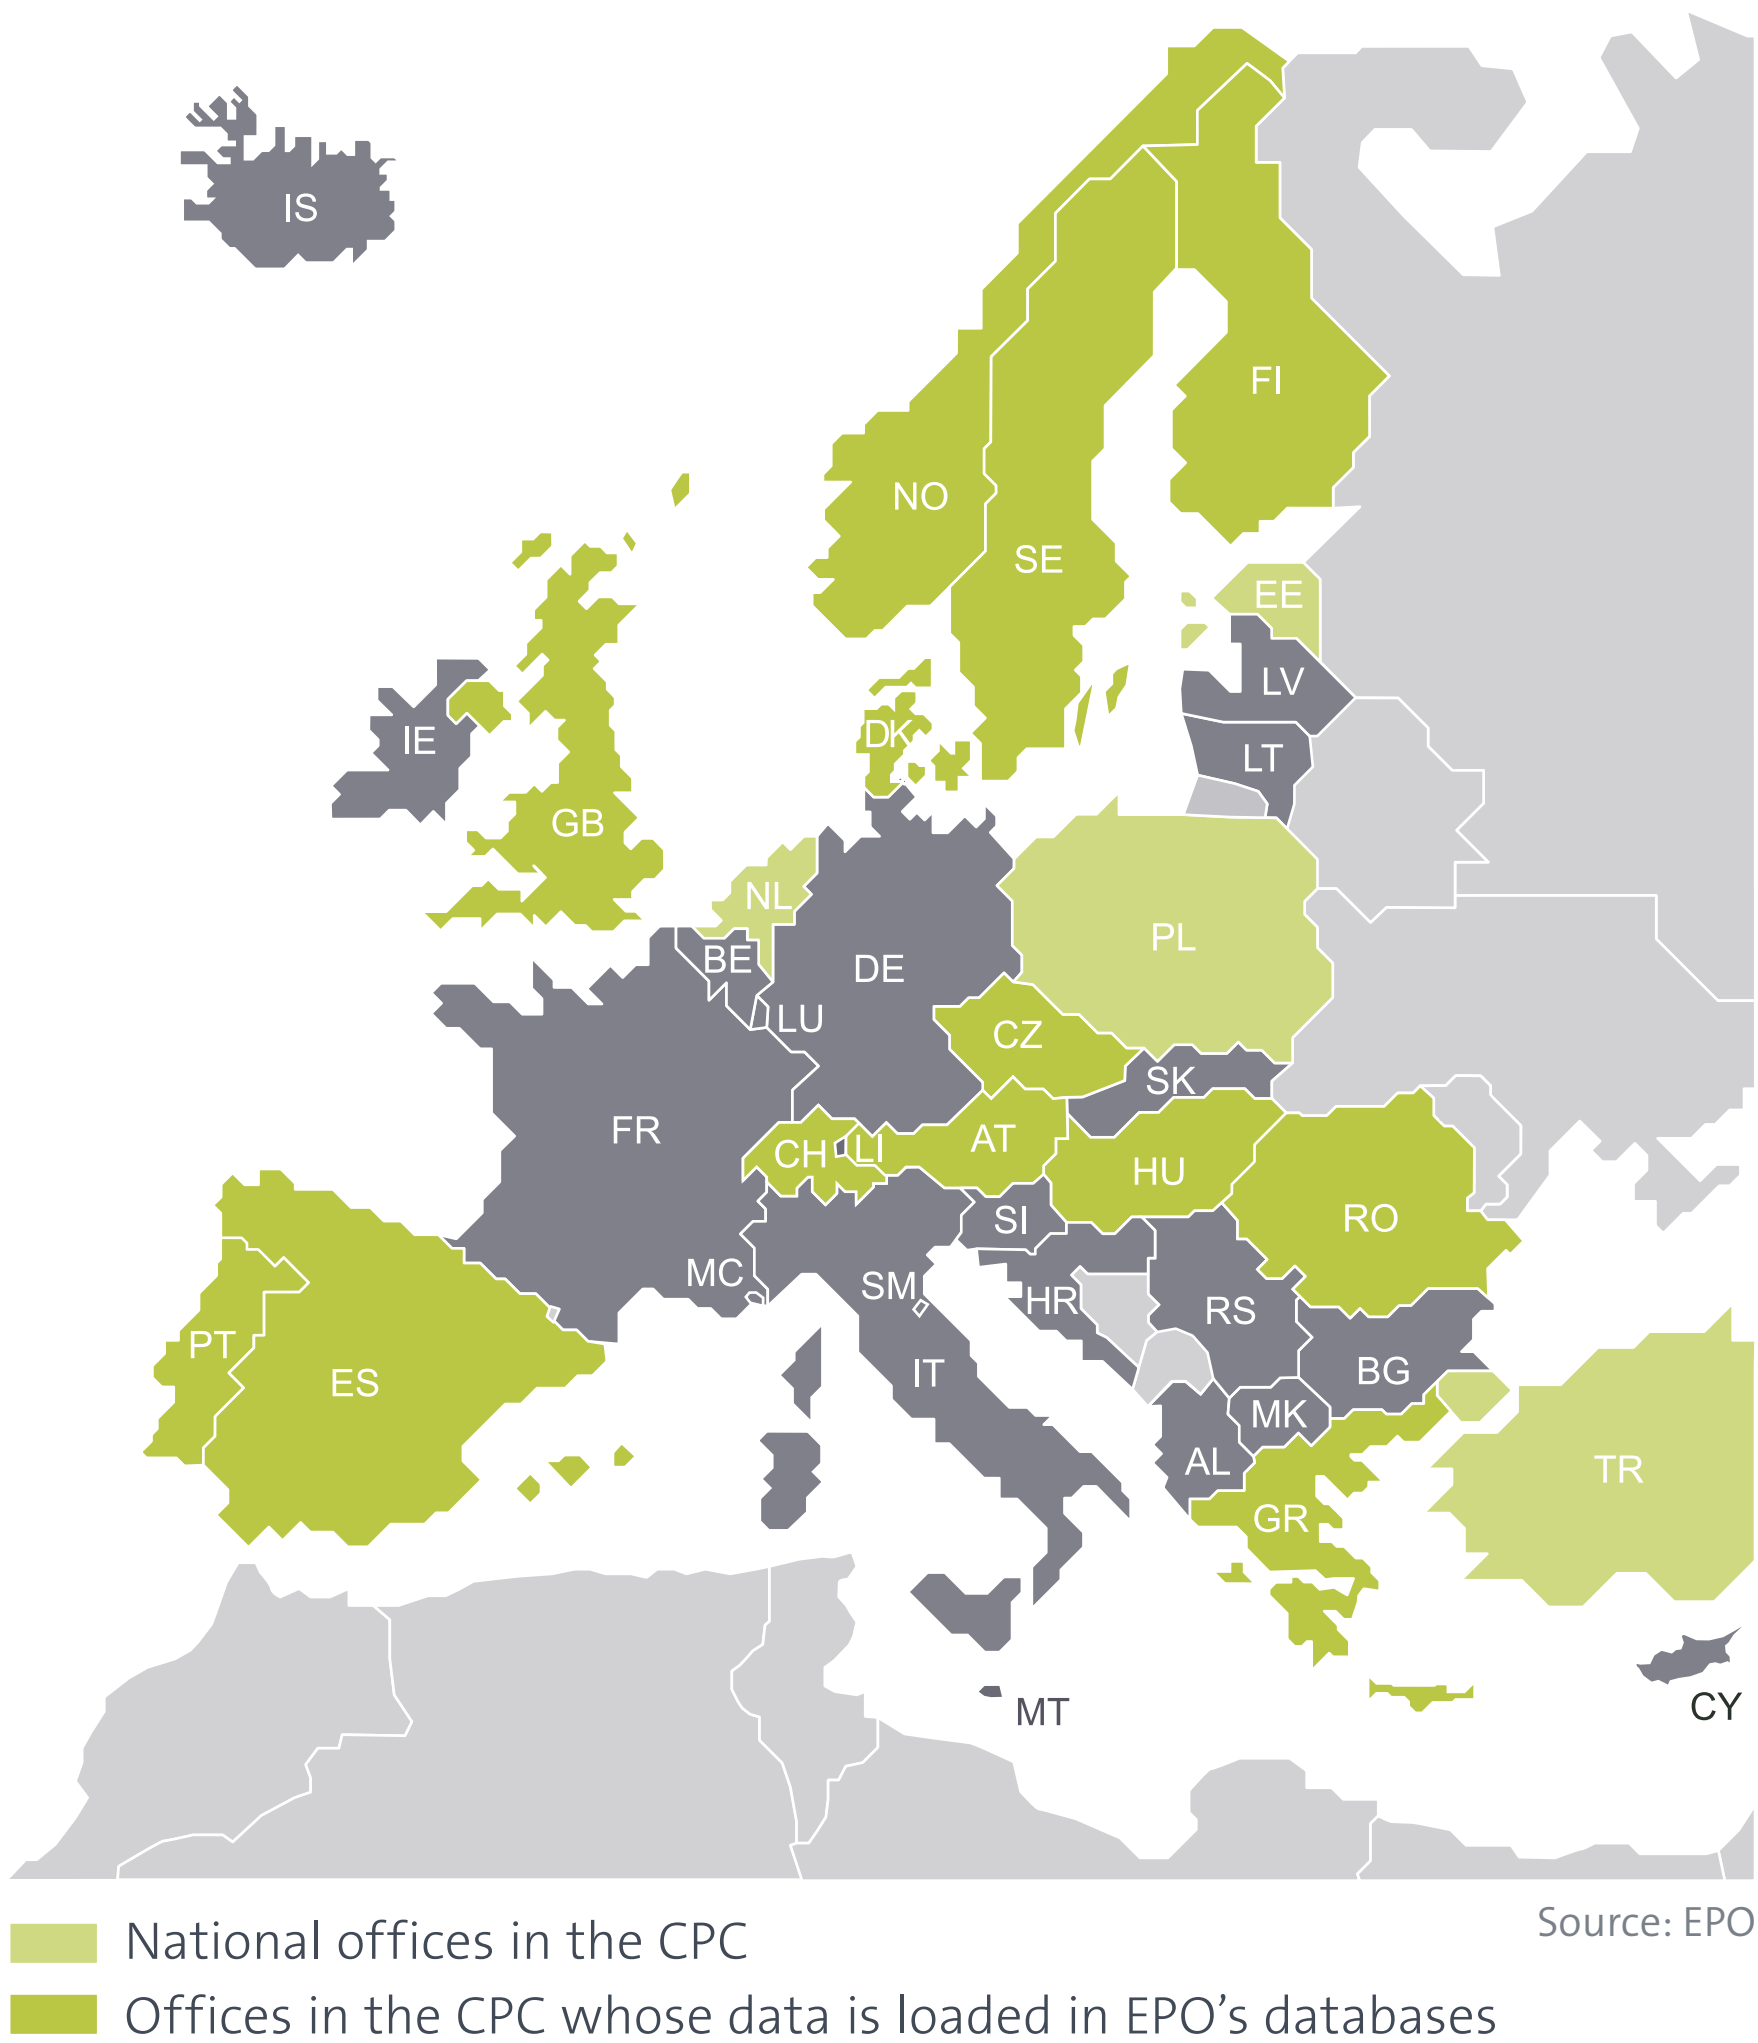 IS
FI
NO
SE
EE
LV
IE
DK
LT
GB
NL
PL
BE
DE
LU
CZ
SK
FR
AT
CH
LI
HU
RO
SI
MC
SM
HR
RS
PT
IT
BG
ES
MK
AL
TR
GR
MT
CY
Source: EPO
National offices in the CPC
Offices in the CPC whose data is loaded in EPO’s databases